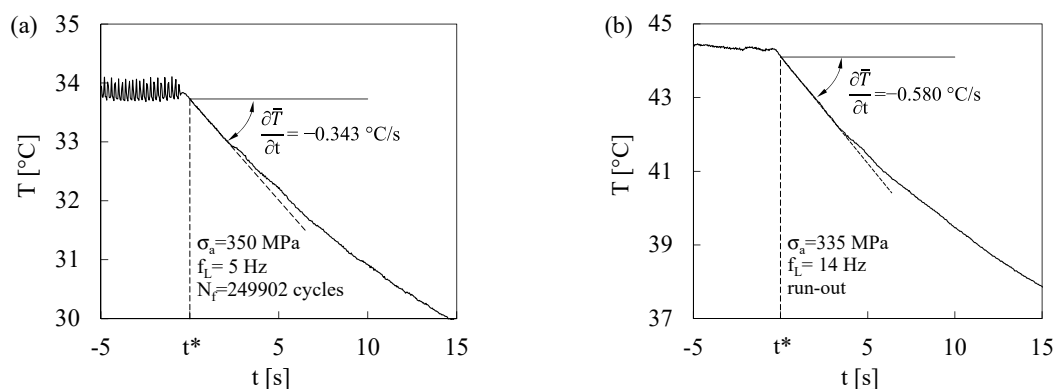 (a)
35
34
33
32
31
30
T [°C]
∂T̅
∂t
= −0.343 °C/s
σa=350 MPa
fL= 5 Hz
Nf=249902 cycles
-5
t*
5
10
15
t [s]
(b)
45
43
41
39
37
T [°C]
∂T̅
∂t
=−0.580 °C/s
σa=335 MPa
fL= 14 Hz
run-out
-5
t*
5
10
15
t [s]